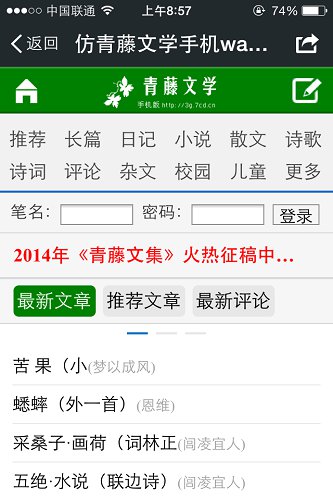 中国联通 上午8:57 74%
返回 仿青藤文学手机wa...
青藤文学
手机版 http://3g.7cd.cn
推荐 长篇 日记 小说 散文 诗歌
诗词 评论 杂文 校园 儿童 更多
笔名： 密码： 登录
2014年《青藤文集》火热征稿中...
最新文章 推荐文章 最新评论
苦 果（小(梦以成风)
蟋蟀（外一首）(恩维)
采桑子·画荷（词林正(闾凌宜人)
五绝·水说（联边诗）(闾凌宜人)